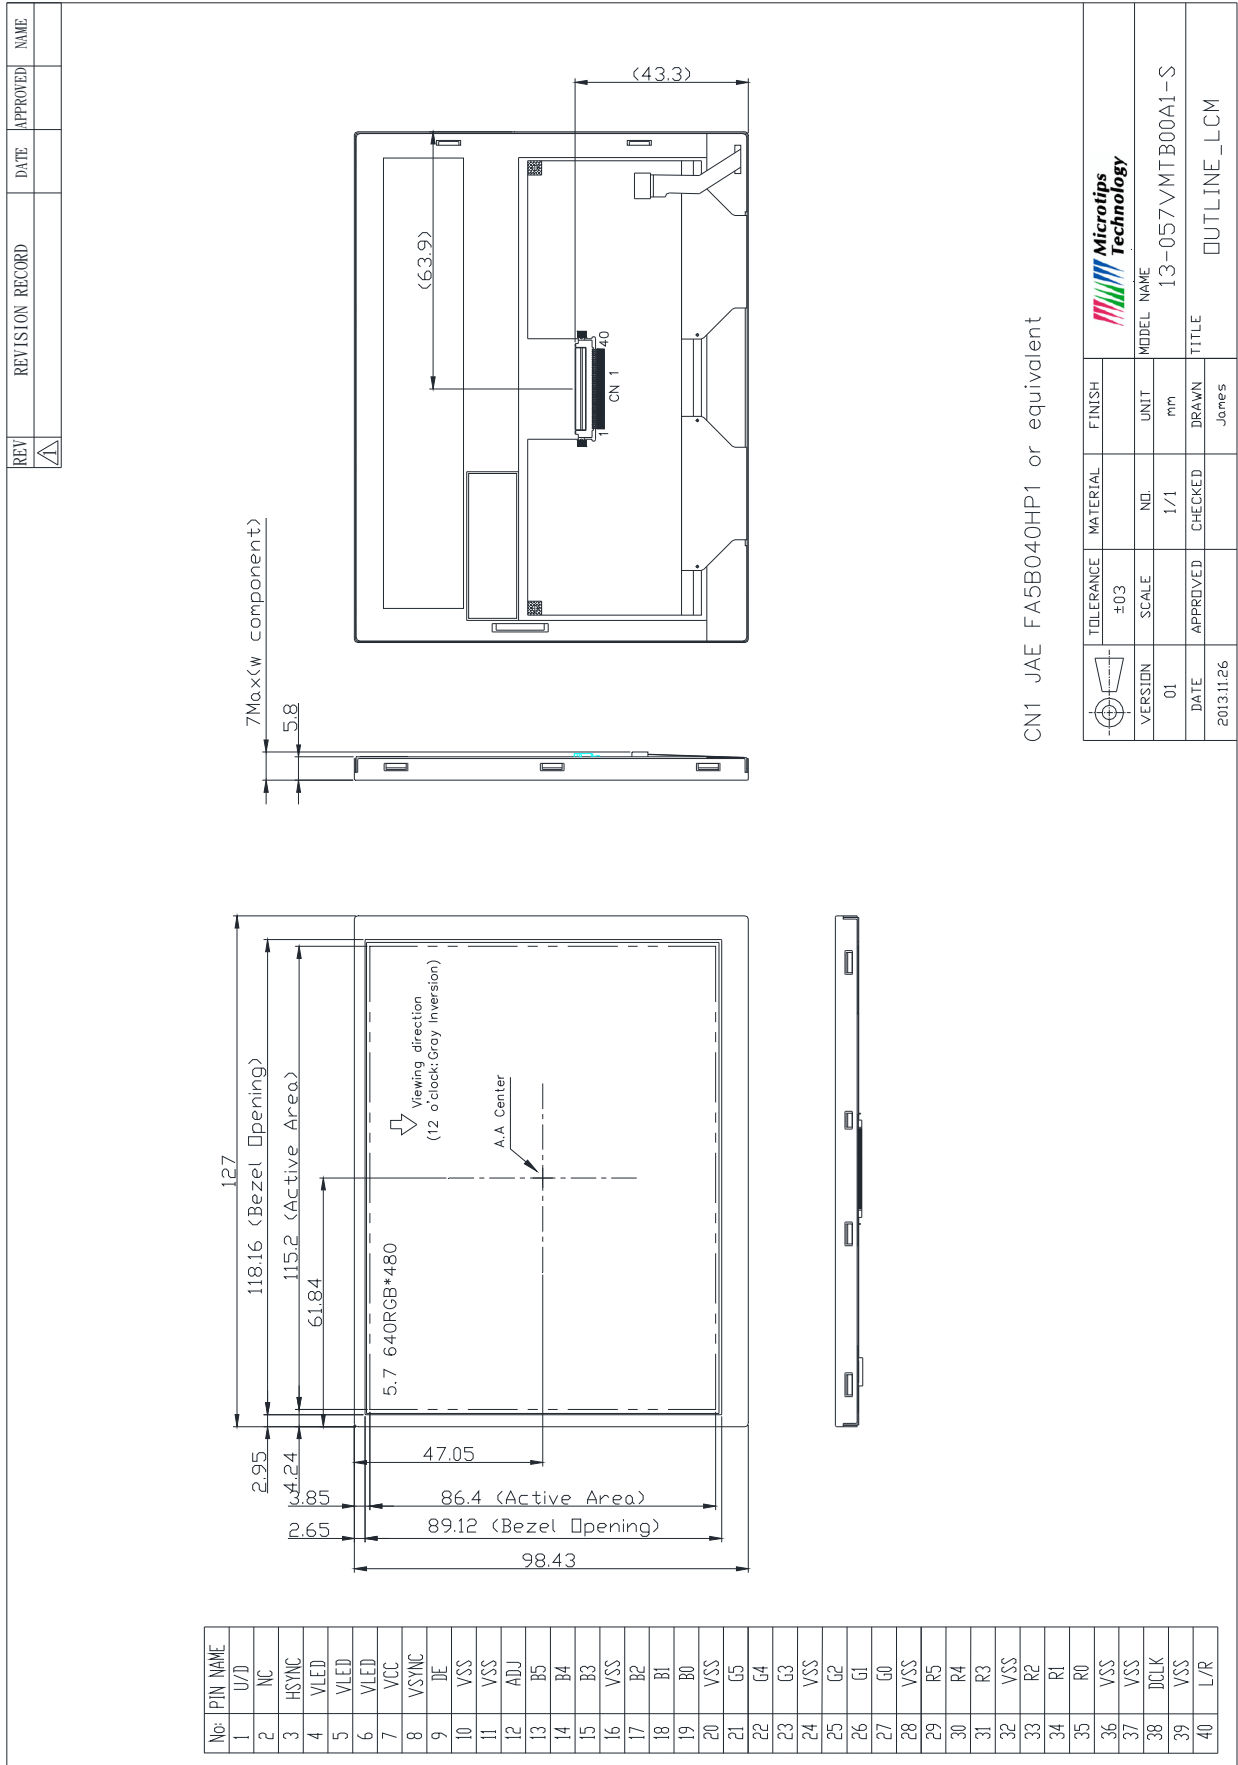 No: PIN NAME
1 U/D
2 NC
3 HSYNC
4 VLED
5 VLED
6 VLED
7 VCC
8 VSYNC
9 DE
10 VSS
11 VSS
12 ADJ
13 B5
14 B4
15 B3
16 VSS
17 B2
18 B1
19 B0
20 VSS
21 G5
22 G4
23 G3
24 VSS
25 G2
26 G1
27 G0
28 VSS
29 R5
30 R4
31 R3
32 VSS
33 R2
34 R1
35 R0
36 VSS
37 VSS
38 DCLK
39 VSS
40 L/R
127
118.16 (Bezel Opening)
115.2 (Active Area)
61.84
2.95
4.24
3.85
2.65
47.05
86.4 (Active Area)
89.12 (Bezel Opening)
98.43
5.7 640RGB*480
Viewing direction
(12 o'clock:Gray Inversion)
A.A Center
7Max(w component)
5.8
(63.9)
(43.3)
1
40
CN 1
CN1 JAE FA5B040HP1 or equivalent
REV REVISION RECORD DATE APPROVED NAME
1
TOLERANCE MATERIAL FINISH
±03
Microtips
Technology
VERSION SCALE NO. UNIT MODEL NAME
01 1/1 mm 13-057VMTB00A1-S
DATE APPROVED CHECKED DRAWN TITLE
2013.11.26 James OUTLINE_LCM